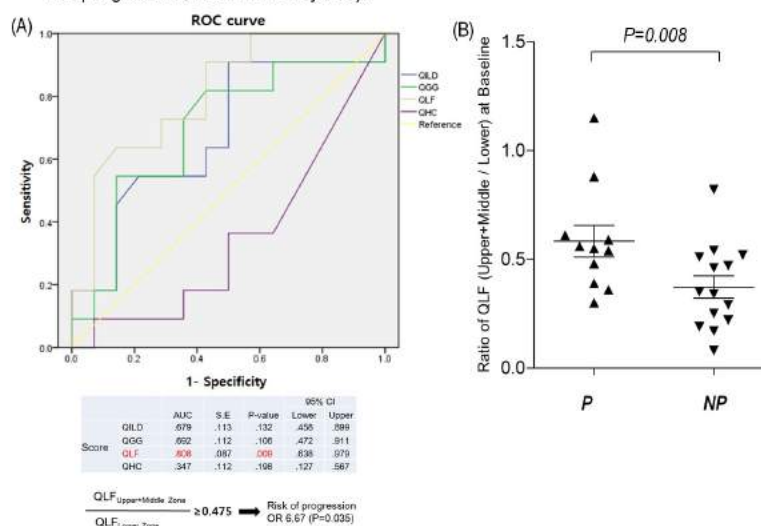 (A)
ROC curve
1.0
0.8
0.6
0.4
0.2
0.0
Sensitivity
0.0 0.2 0.4 0.6 0.8 1.0
1- Specificity
QILD
QGG
QLF
QHC
Reference
95% CI
AUC S.E P-value Lower Upper
Score
QILD .679 .113 .132 .458 .899
QGG .692 .112 .106 .472 .911
QLF .808 .087 .009 .638 .979
QHC .347 .112 .198 .127 .567
QLF Upper+Middle Zone
QLF Lower Zone
≥0.475
Risk of progression
OR 6.67 (P=0.035)
(B)
P=0.008
Ratio of QLF (Upper+Middle / Lower) at Baseline
1.5
1.0
0.5
0.0
P NP